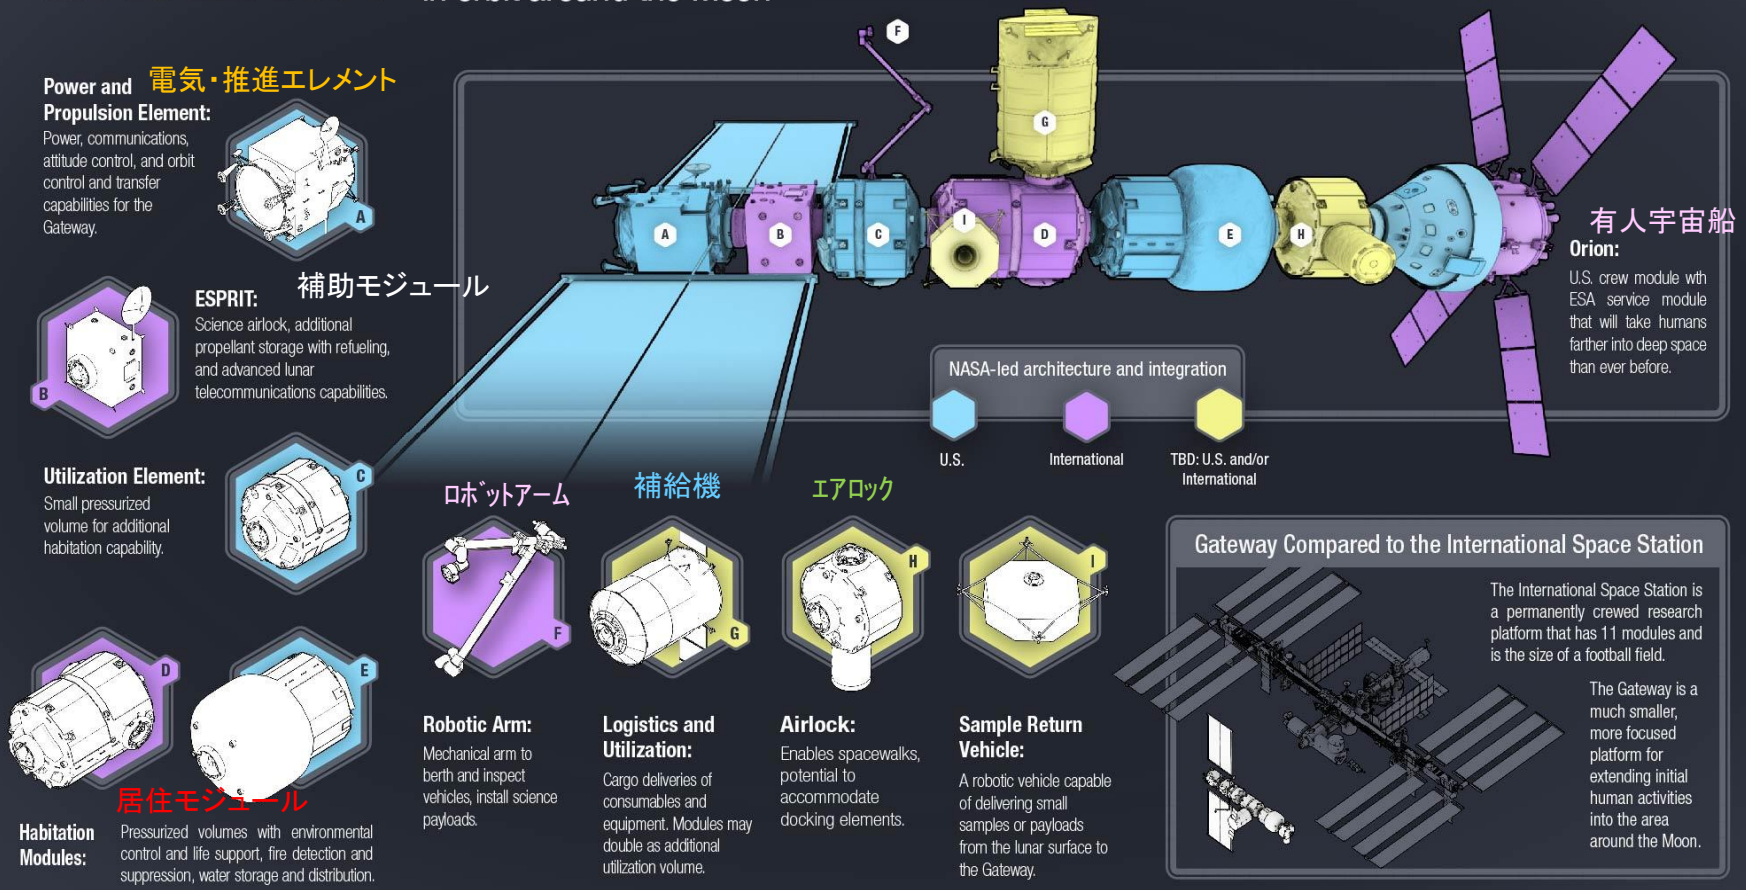 in orbit around the Moon
Power and
Propulsion Element:
電気・推進エレメント
Power, communications,
attitude control, and orbit
control and transfer
capabilities for the
Gateway.
A
ESPRIT:
補助モジュール
Science airlock, additional
propellant storage with refueling,
and advanced lunar
telecommunications capabilities.
B
Utilization Element:
Small pressurized
volume for additional
habitation capability.
C
D
E
居住モジュール
Habitation
Modules:
Pressurized volumes with environmental
control and life support, fire detection and
suppression, water storage and distribution.
F
G
A
B
C
I
D
E
H
有人宇宙船
Orion:
U.S. crew module wth
ESA service module
that will take humans
farther into deep space
than ever before.
NASA-led architecture and integration
U.S.
International
TBD: U.S. and/or
International
ロボットアーム
F
Robotic Arm:
Mechanical arm to
berth and inspect
vehicles, install science
payloads.
補給機
G
Logistics and
Utilization:
Cargo deliveries of
consumables and
equipment. Modules may
double as additional
utilization volume.
エアロック
H
Airlock:
Enables spacewalks,
potential to
accommodate
docking elements.
I
Sample Return
Vehicle:
A robotic vehicle capable
of delivering small
samples or payloads
from the lunar surface to
the Gateway.
Gateway Compared to the International Space Station
The International Space Station is
a permanently crewed research
platform that has 11 modules and
is the size of a football field.
The Gateway is a
much smaller,
more focused
platform for
extending initial
human activities
into the area
around the Moon.